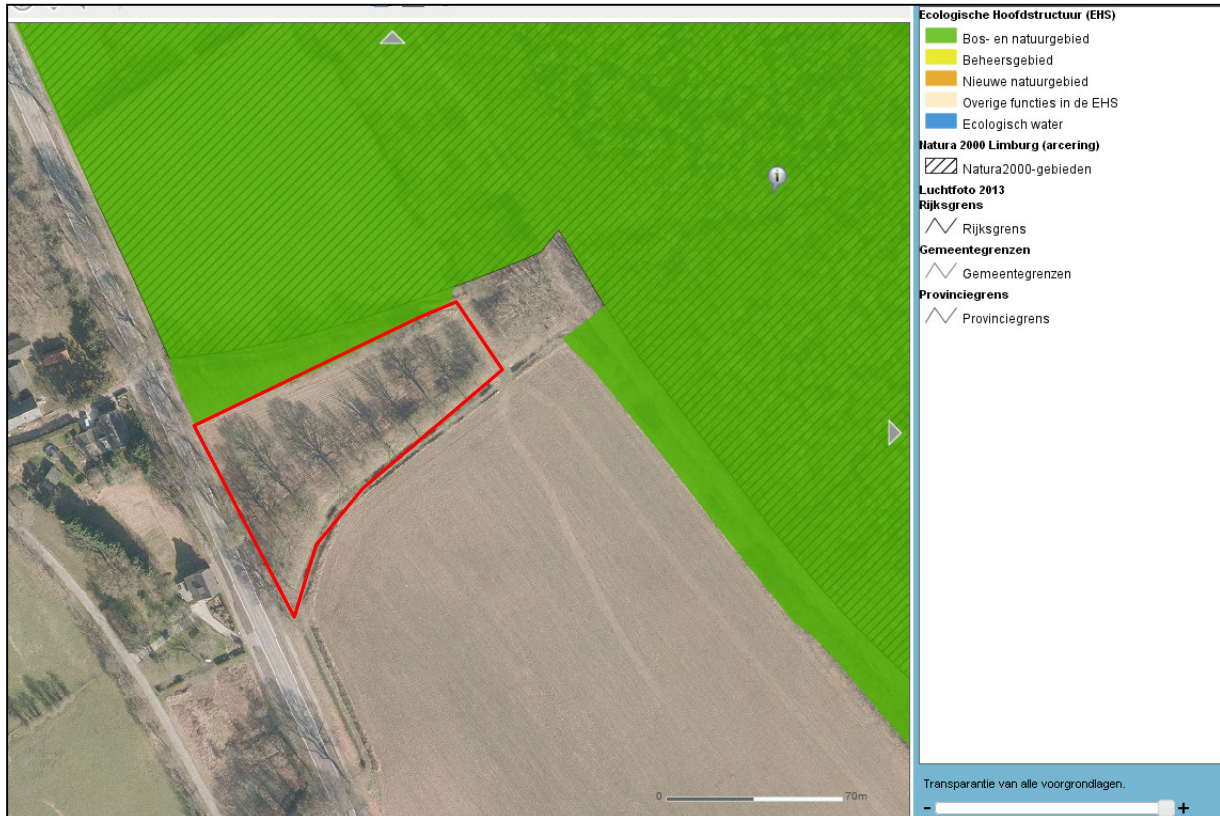 Ecologische Hoofdstructuur (EHS)
Bos- en natuurgebied
Beheersgebied
Nieuwe natuurgebied
Overige functies in de EHS
Ecologisch water
Natura 2000 Limburg (arcering)
Natura2000-gebieden
Luchtfoto 2013
Rijksgrens
Rijksgrens
Gemeentegrenzen
Gemeentegrenzen
Provinciegrens
Provinciegrens
i
0 70m
Transparantie van alle voorgrondlagen.
- +